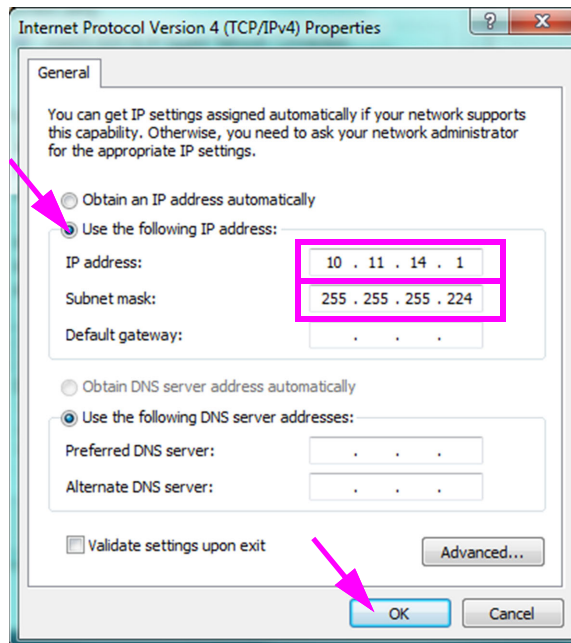 Internet Protocol Version 4 (TCP/IPv4) Properties
?
X
General
You can get IP settings assigned automatically if your network supports
this capability. Otherwise, you need to ask your network administrator
for the appropriate IP settings.
Obtain an IP address automatically
Use the following IP address:
IP address: 10 . 11 . 14 . 1
Subnet mask: 255 . 255 . 255 . 224
Default gateway: . . .
Obtain DNS server address automatically
Use the following DNS server addresses:
Preferred DNS server: . . .
Alternate DNS server: . . .
Validate settings upon exit
Advanced...
OK Cancel